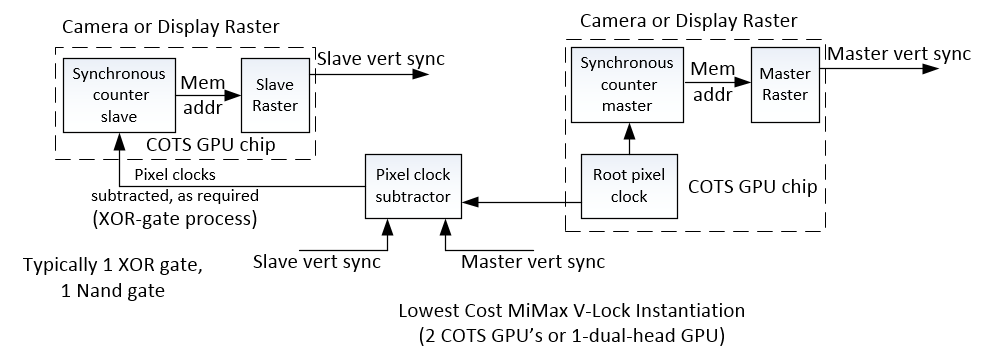 Camera or Display Raster
Synchronous
counter
slave
Mem
addr
Slave
Raster
Slave vert sync
COTS GPU chip
Pixel clocks
subtracted, as required
(XOR-gate process)
Pixel clock
subtractor
Slave vert sync
Master vert sync
Camera or Display Raster
Synchronous
counter
master
Mem
addr
Master
Raster
Master vert sync
Root pixel
clock
COTS GPU chip
Typically 1 XOR gate,
1 Nand gate
Lowest Cost MiMax V-Lock Instantiation
(2 COTS GPU's or 1-dual-head GPU)